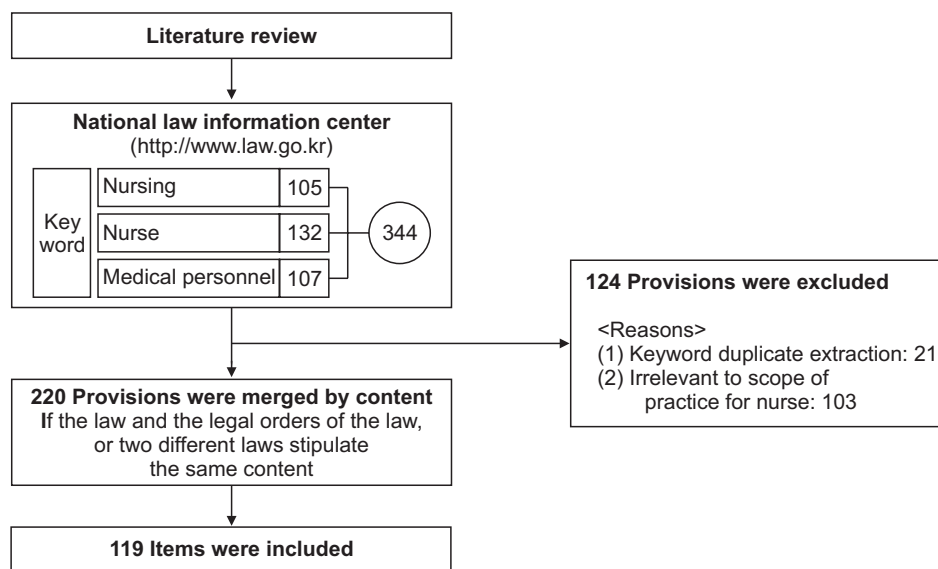 Literature review
National law information center
(http://www.law.go.kr)
Key
word
Nursing 105
Nurse 132
Medical personnel 107
344
124 Provisions were excluded
<Reasons>
(1) Keyword duplicate extraction: 21
(2) Irrelevant to scope of
practice for nurse: 103
220 Provisions were merged by content
If the law and the legal orders of the law,
or two different laws stipulate
the same content
119 Items were included